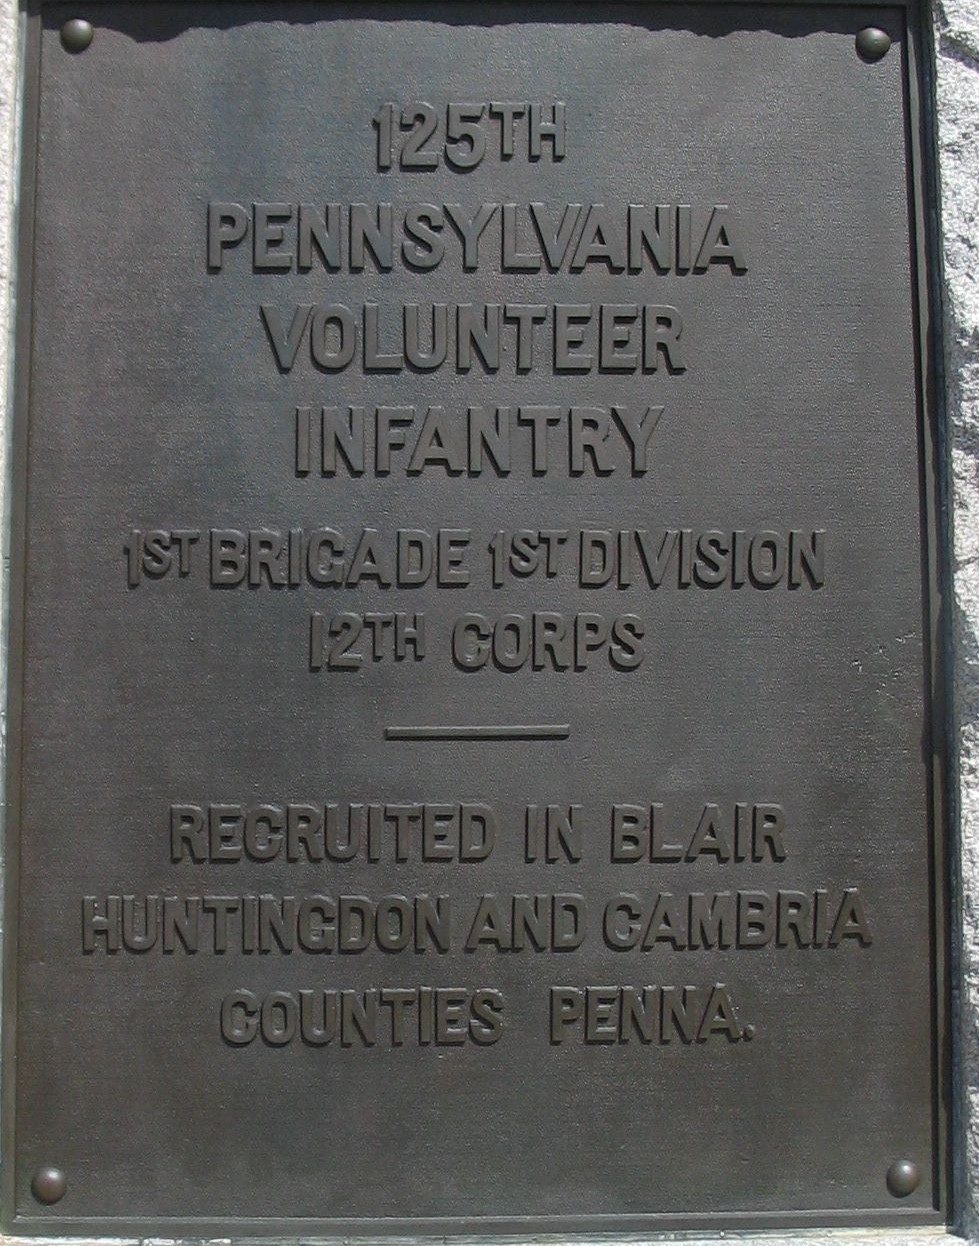 125TH
PENNSYLVANIA
VOLUNTEER
INFANTRY
1ST BRIGADE 1ST DIVISION
12TH CORPS
RECRUITED IN BLAIR
HUNTINGDON AND CAMBRIA
COUNTIES PENNA.